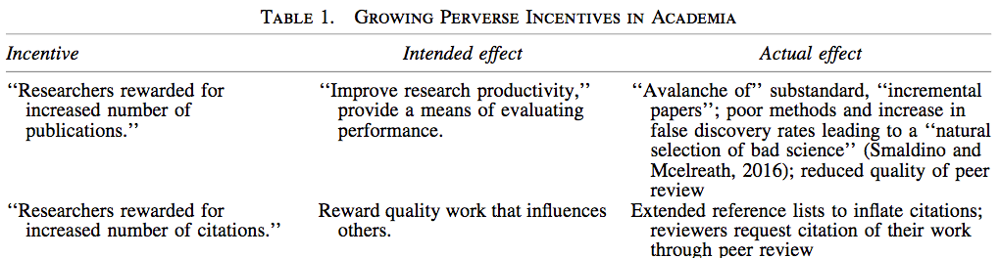 TABLE 1. GROWING PERVERSE INCENTIVES IN ACADEMIA
Incentive Intended effect Actual effect
‘‘Researchers rewarded for
increased number of
publications.’’
‘‘Improve research productivity,’’
provide a means of evaluating
performance.
‘‘Avalanche of’’ substandard, ‘‘incremental
papers’’; poor methods and increase in
false discovery rates leading to a ‘‘natural
selection of bad science’’ (Smaldino and
Mcelreath, 2016); reduced quality of peer
review
‘‘Researchers rewarded for
increased number of citations.’’
Reward quality work that influences
others.
Extended reference lists to inflate citations;
reviewers request citation of their work
through peer review